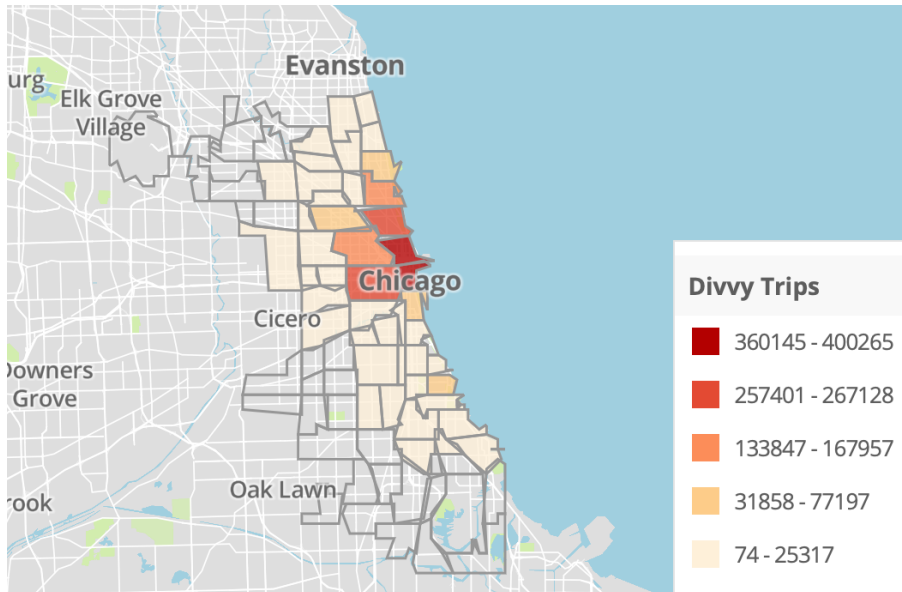 Evanston
urg
Elk Grove
Village
Chicago
Cicero
Downers
Grove
Oak Lawn
rook
Divvy Trips
360145 - 400265
257401 - 267128
133847 - 167957
31858 - 77197
74 - 25317